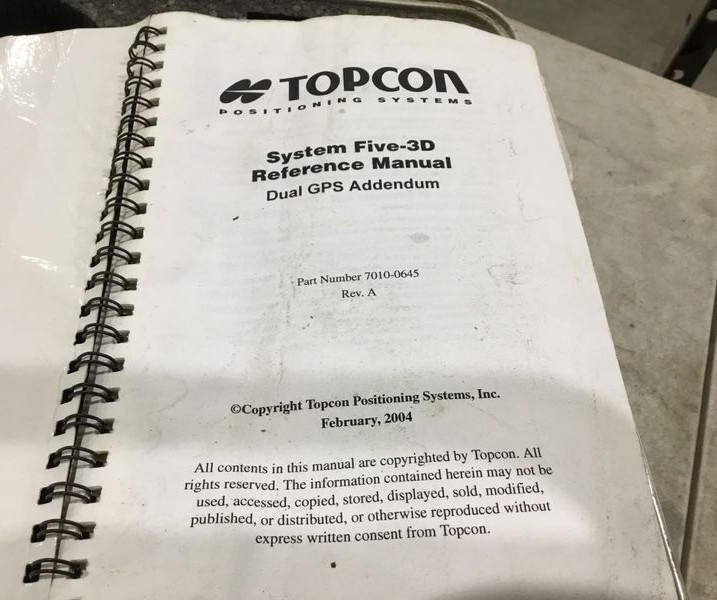 TOPCON
POSITIONING SYSTEMS
System Five-3D
Reference Manual
Dual GPS Addendum
Part Number 7010-0645
Rev. A
©Copyright Topcon Positioning Systems, Inc.
February, 2004
All contents in this manual are copyrighted by Topcon. All
rights reserved. The information contained herein may not be
used, accessed, copied, stored, displayed, sold, modified,
published, or distributed, or otherwise reproduced without
express written consent from Topcon.